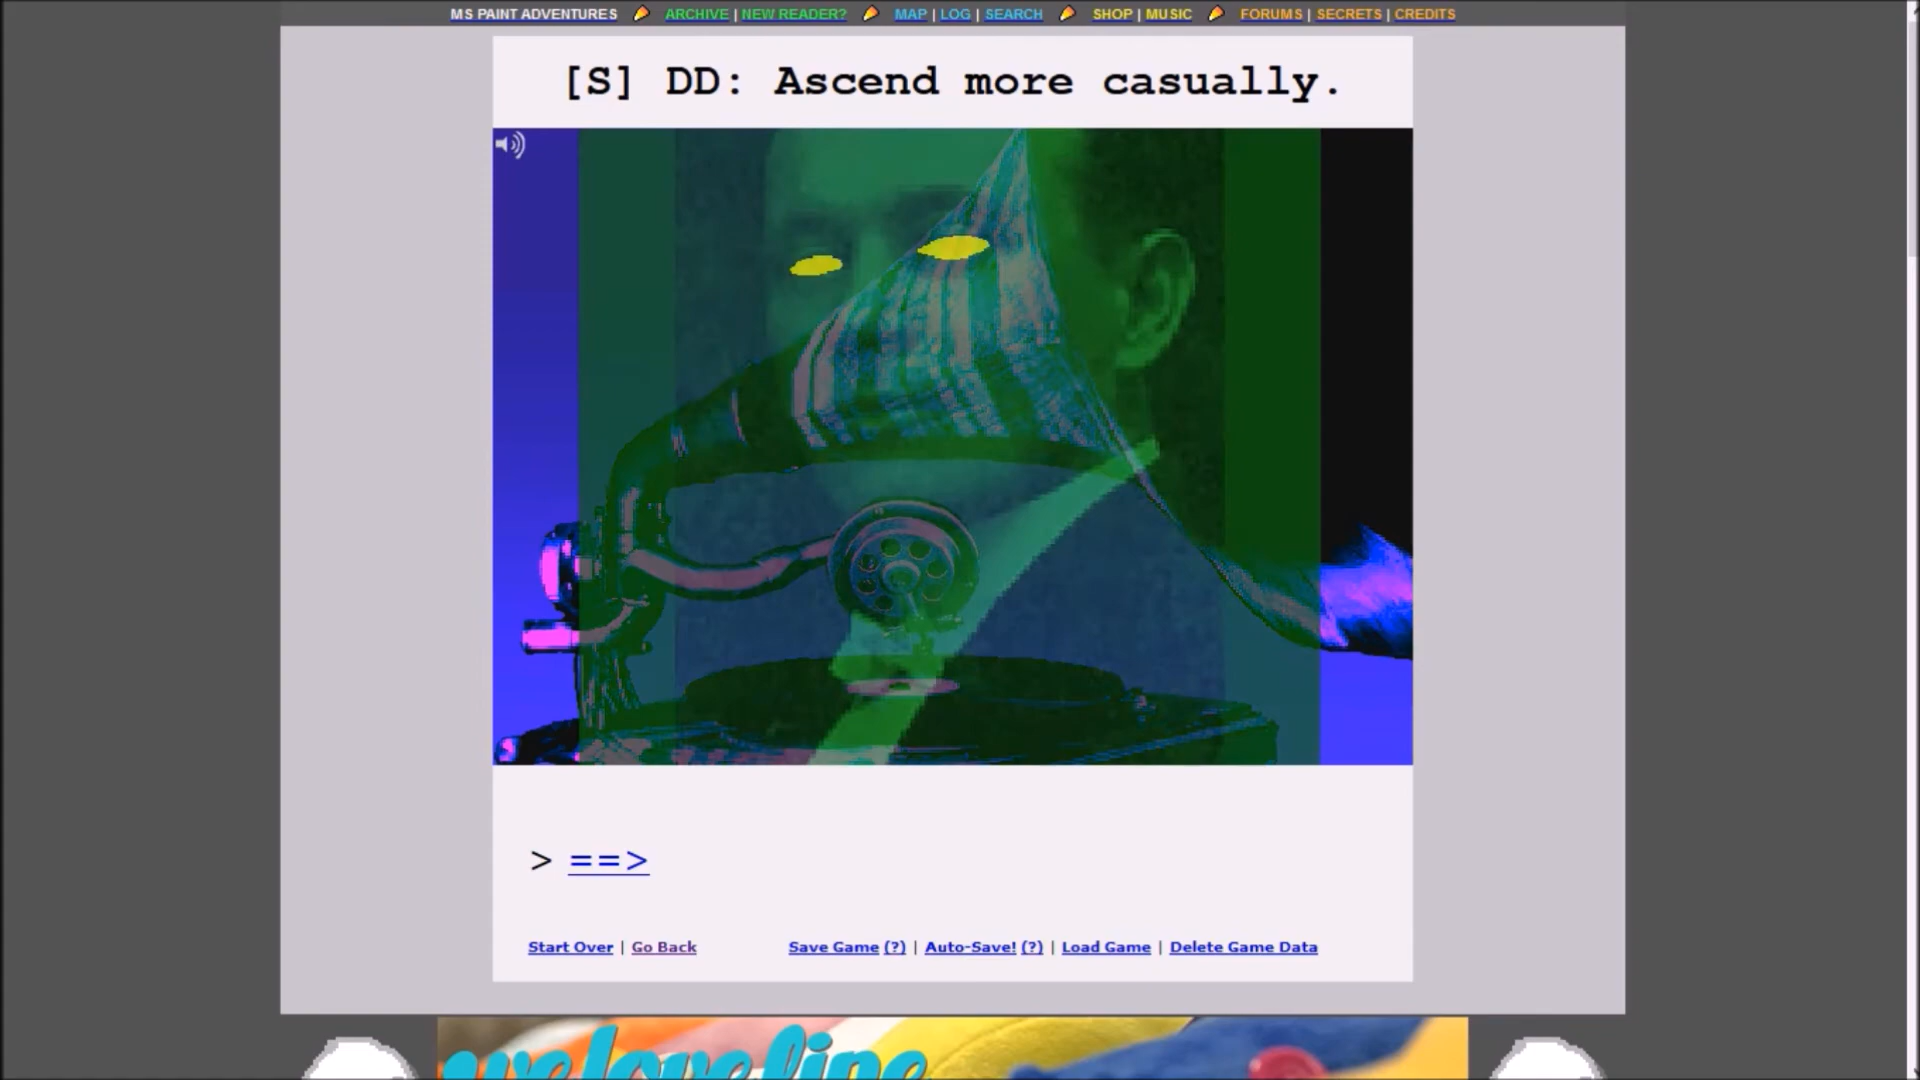 MS PAINT ADVENTURES ARCHIVE | NEW READER? MAP | LOG | SEARCH SHOP | MUSIC FORUMS | SECRETS | CREDITS
[S] DD: Ascend more casually.
> ==>
Start Over | Go Back Save Game (?) | Auto-Save! (?) | Load Game | Delete Game Data
welovefine